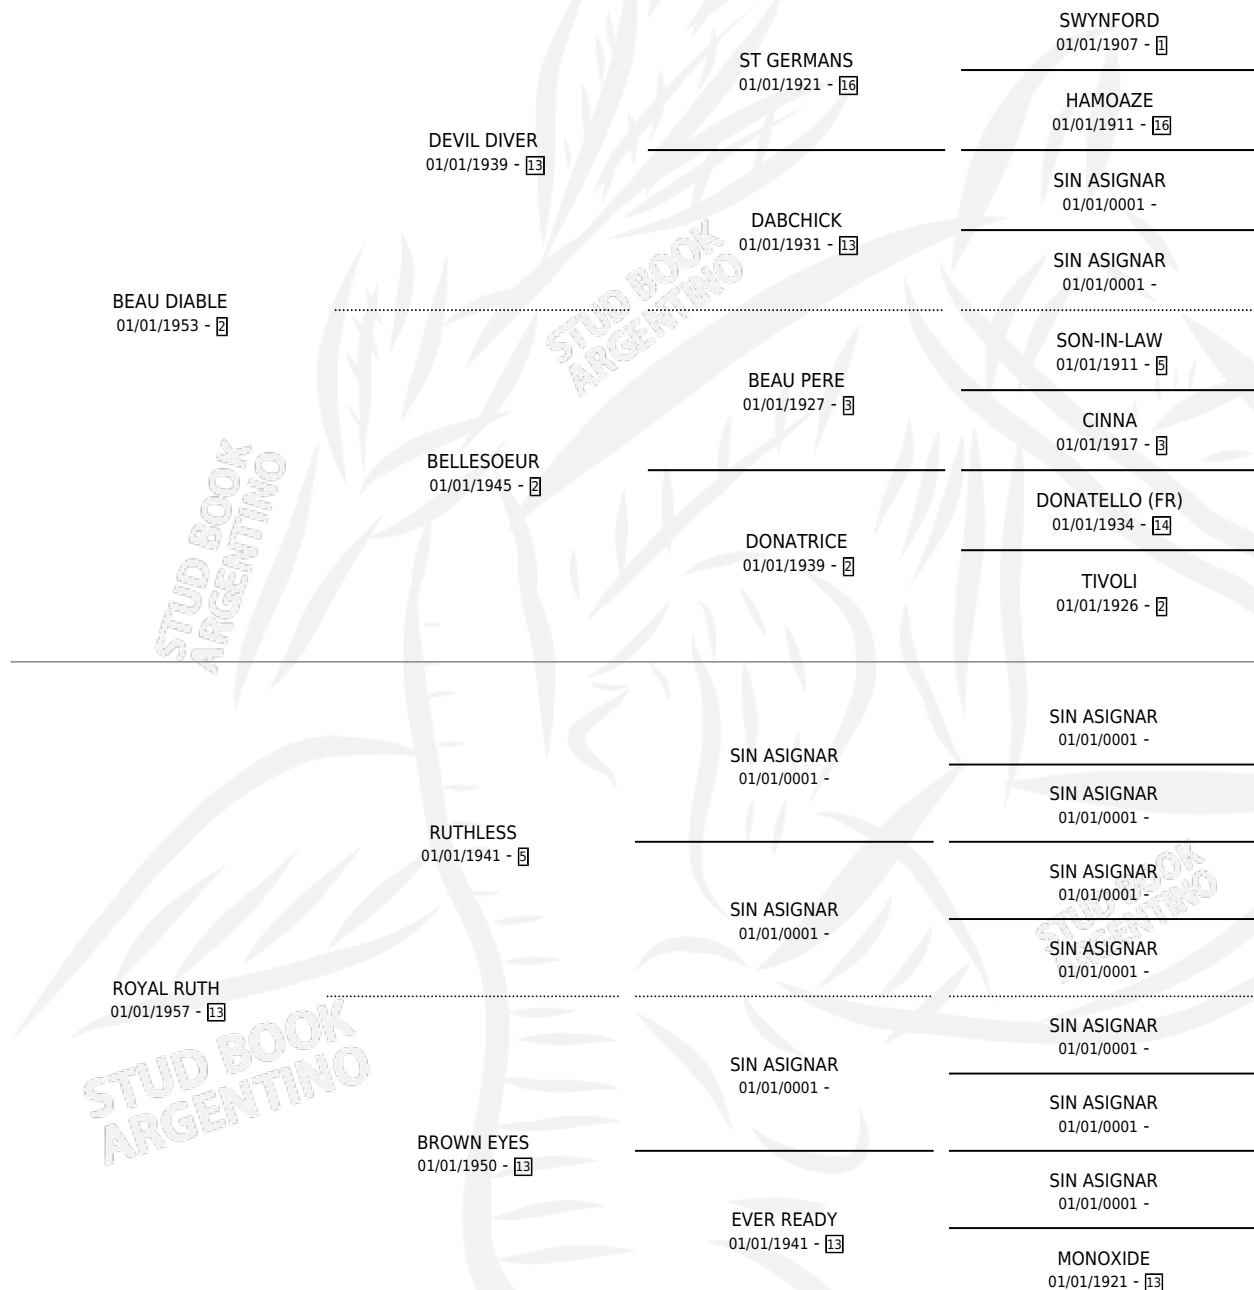 SWYNFORD
01/01/1907 - 1
ST GERMANS
01/01/1921 - 16
HAMOAZE
01/01/1911 - 16
DEVIL DIVER
01/01/1939 - 13
SIN ASIGNAR
01/01/0001 -
DABCHICK
01/01/1931 - 13
SIN ASIGNAR
01/01/0001 -
BEAU DIABLE
01/01/1953 - 2
SON-IN-LAW
01/01/1911 - 5
BEAU PERE
01/01/1927 - 3
CINNA
01/01/1917 - 3
BELLESOEUR
01/01/1945 - 2
DONATELLO (FR)
01/01/1934 - 14
DONATRICE
01/01/1939 - 2
TIVOLI
01/01/1926 - 2
STUD BOOK
ARGENTINO
STUD BOOK
ARGENTINO
SIN ASIGNAR
01/01/0001 -
SIN ASIGNAR
01/01/0001 -
SIN ASIGNAR
01/01/0001 -
RUTHLESS
01/01/1941 - 5
SIN ASIGNAR
01/01/0001 -
SIN ASIGNAR
01/01/0001 -
SIN ASIGNAR
01/01/0001 -
STUD BOOK
ARGENTINO
ROYAL RUTH
01/01/1957 - 13
SIN ASIGNAR
01/01/0001 -
SIN ASIGNAR
01/01/0001 -
SIN ASIGNAR
01/01/0001 -
BROWN EYES
01/01/1950 - 13
SIN ASIGNAR
01/01/0001 -
EVER READY
01/01/1941 - 13
MONOXIDE
01/01/1921 - 13
STUD BOOK
ARGENTINO